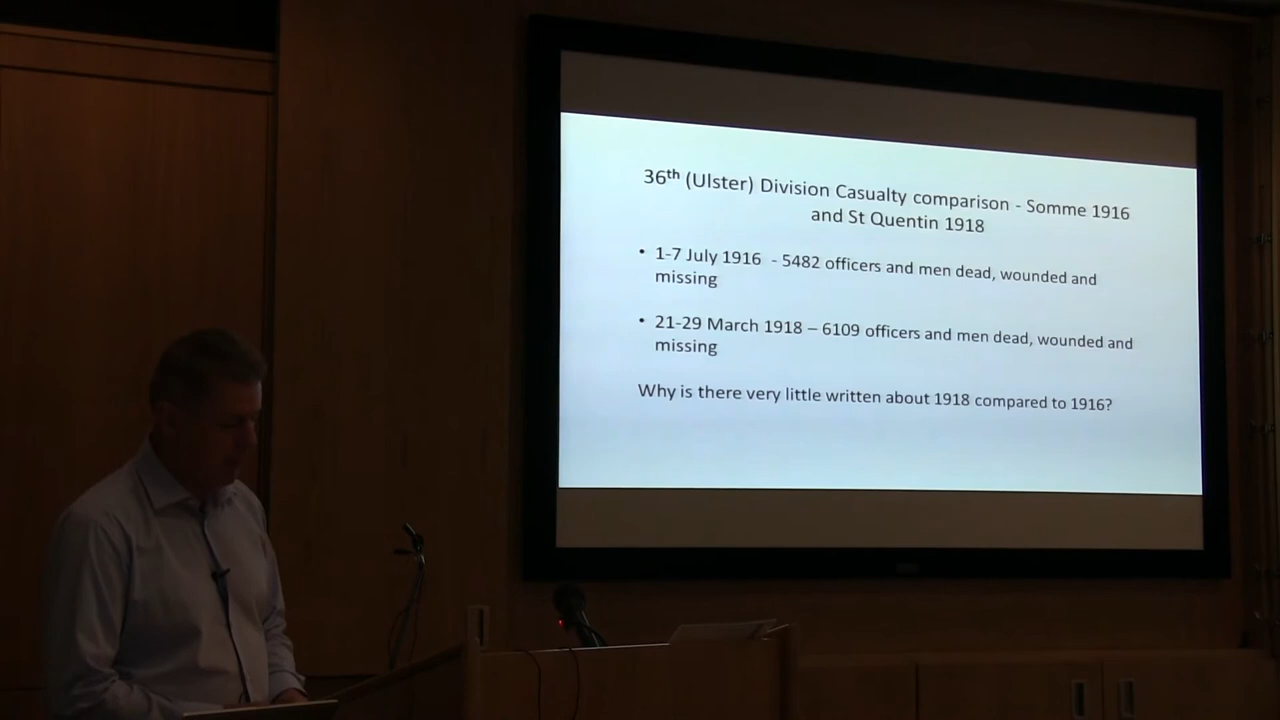 36th (Ulster) Division Casualty comparison - Somme 1916
and St Quentin 1918
• 1-7 July 1916 - 5482 officers and men dead, wounded and
missing
• 21-29 March 1918 – 6109 officers and men dead, wounded and
missing
Why is there very little written about 1918 compared to 1916?